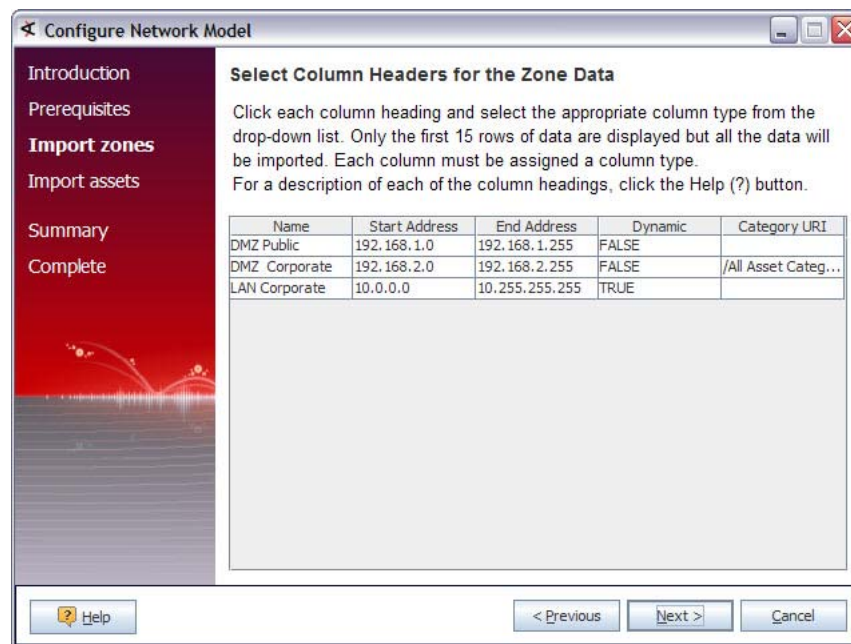 Configure Network Model
Introduction
Prerequisites
Import zones
Import assets
Summary
Complete
Select Column Headers for the Zone Data
Click each column heading and select the appropriate column type from the
drop-down list. Only the first 15 rows of data are displayed but all the data will
be imported. Each column must be assigned a column type.
For a description of each of the column headings, click the Help (?) button.
Name Start Address End Address Dynamic Category URI
DMZ Public 192.168.1.0 192.168.1.255 FALSE
DMZ Corporate 192.168.2.0 192.168.2.255 FALSE /All Asset Categ...
LAN Corporate 10.0.0.0 10.255.255.255 TRUE
? Help < Previous Next > Cancel